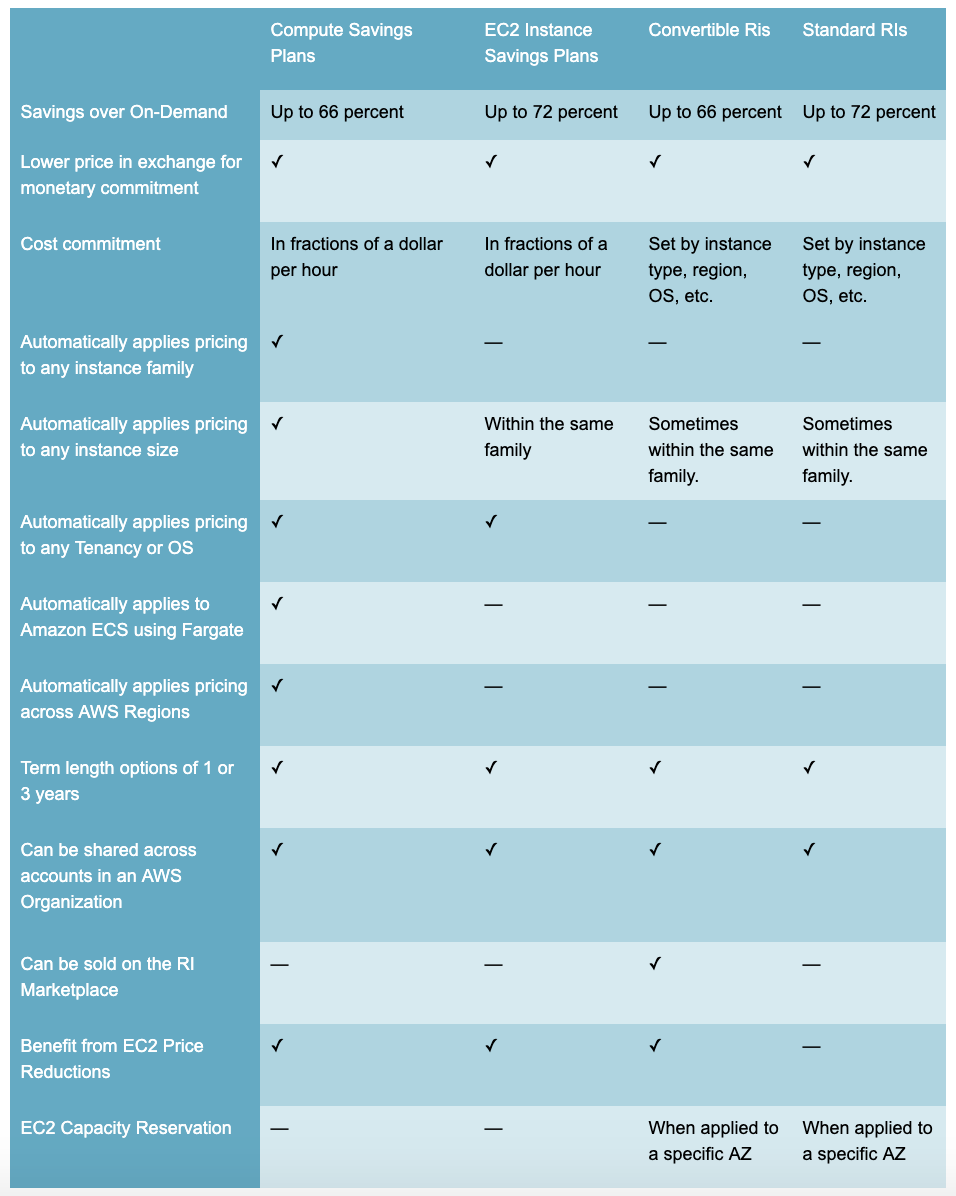 Compute Savings
Plans
EC2 Instance
Savings Plans
Convertible Ris
Standard RIs
Savings over On-Demand
Up to 66 percent
Up to 72 percent
Up to 66 percent
Up to 72 percent
Lower price in exchange for
monetary commitment
✓
✓
✓
✓
Cost commitment
In fractions of a dollar
per hour
In fractions of a
dollar per hour
Set by instance
type, region,
OS, etc.
Set by instance
type, region,
OS, etc.
Automatically applies pricing
to any instance family
✓
—
—
—
Automatically applies pricing
to any instance size
✓
Within the same
family
Sometimes
within the same
family.
Sometimes
within the same
family.
Automatically applies pricing
to any Tenancy or OS
✓
✓
—
—
Automatically applies to
Amazon ECS using Fargate
✓
—
—
—
Automatically applies pricing
across AWS Regions
✓
—
—
—
Term length options of 1 or
3 years
✓
✓
✓
✓
Can be shared across
accounts in an AWS
Organization
✓
✓
✓
✓
Can be sold on the RI
Marketplace
—
—
✓
—
Benefit from EC2 Price
Reductions
✓
✓
✓
—
EC2 Capacity Reservation
—
—
When applied to
a specific AZ
When applied to
a specific AZ